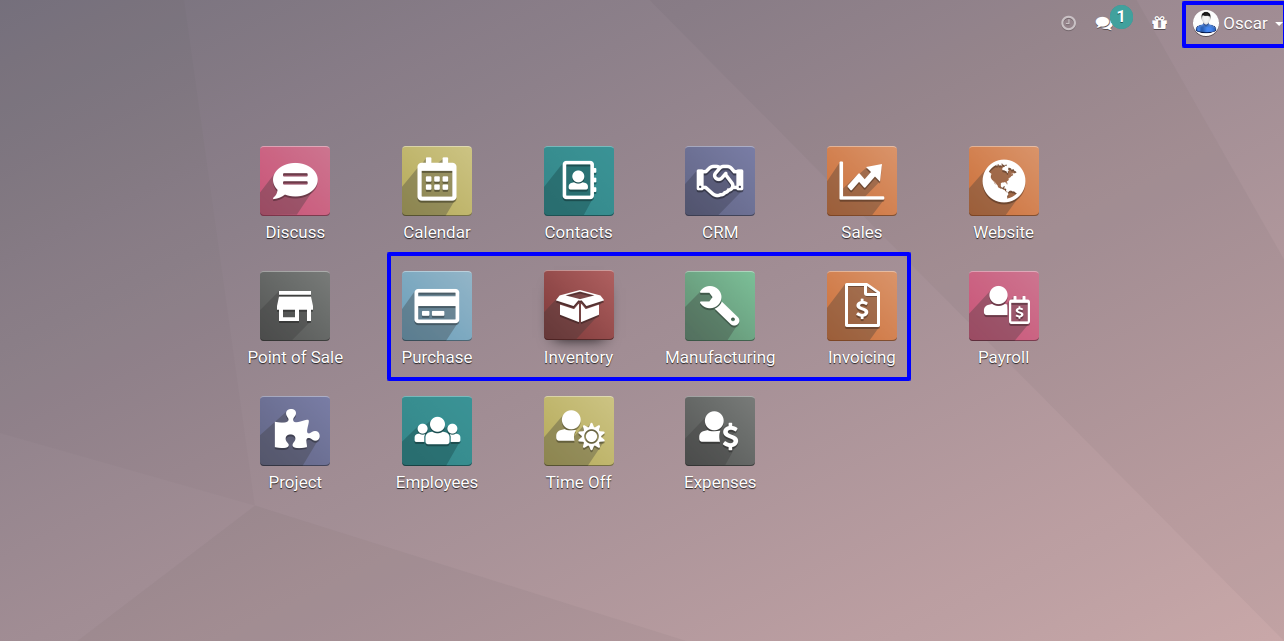 1
Oscar
Discuss Calendar Contacts CRM Sales Website
Point of Sale Purchase Inventory Manufacturing Invoicing Payroll
Project Employees Time Off Expenses